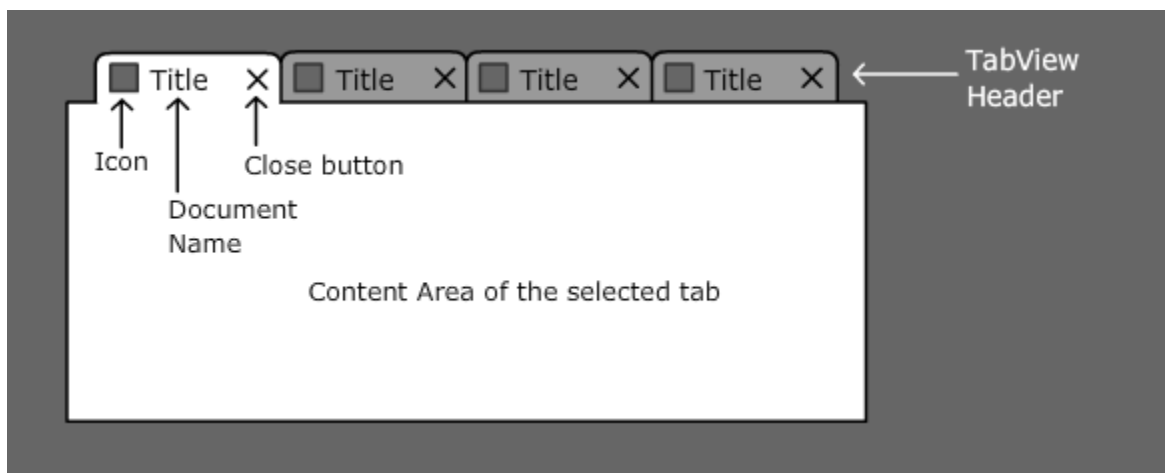 Title
Title
Title
Title
TabView
Header
Icon
Close button
Document
Name
Content Area of the selected tab